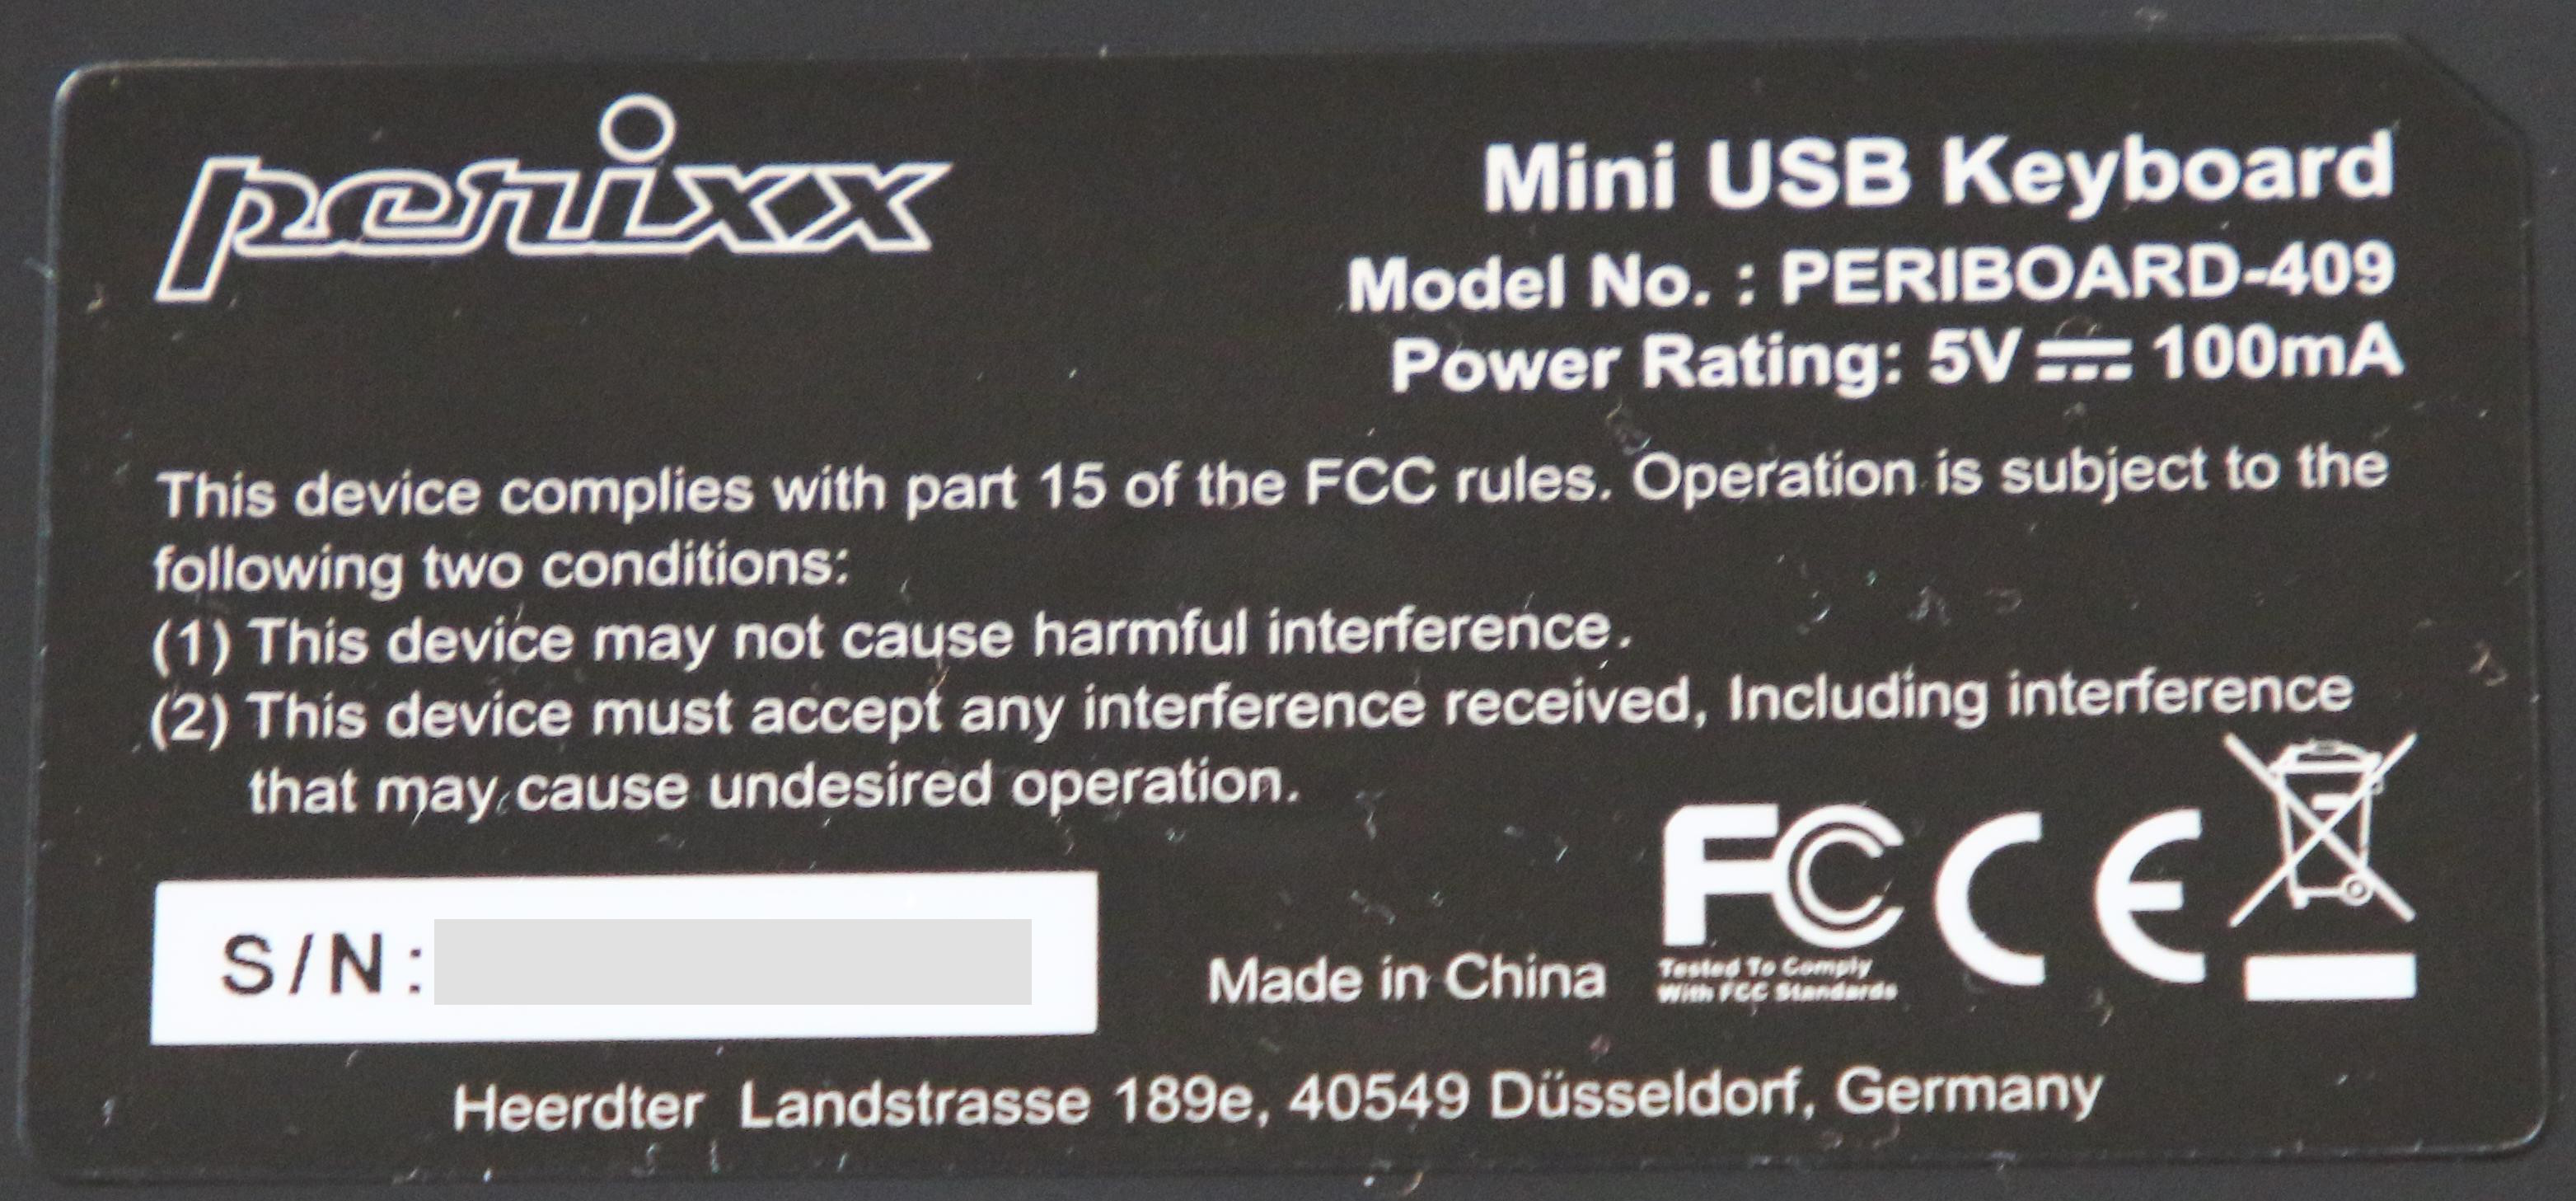 perixx
Mini USB Keyboard
Model No. : PERIBOARD-409
Power Rating: 5V ⎓ 100mA
This device complies with part 15 of the FCC rules. Operation is subject to the
following two conditions:
(1) This device may not cause harmful interference.
(2) This device must accept any interference received, Including interference
that may cause undesired operation.
S/N:
Made in China
FC
Tested To Comply
With FCC Standards
CE
Heerdter Landstrasse 189e, 40549 Düsseldorf, Germany